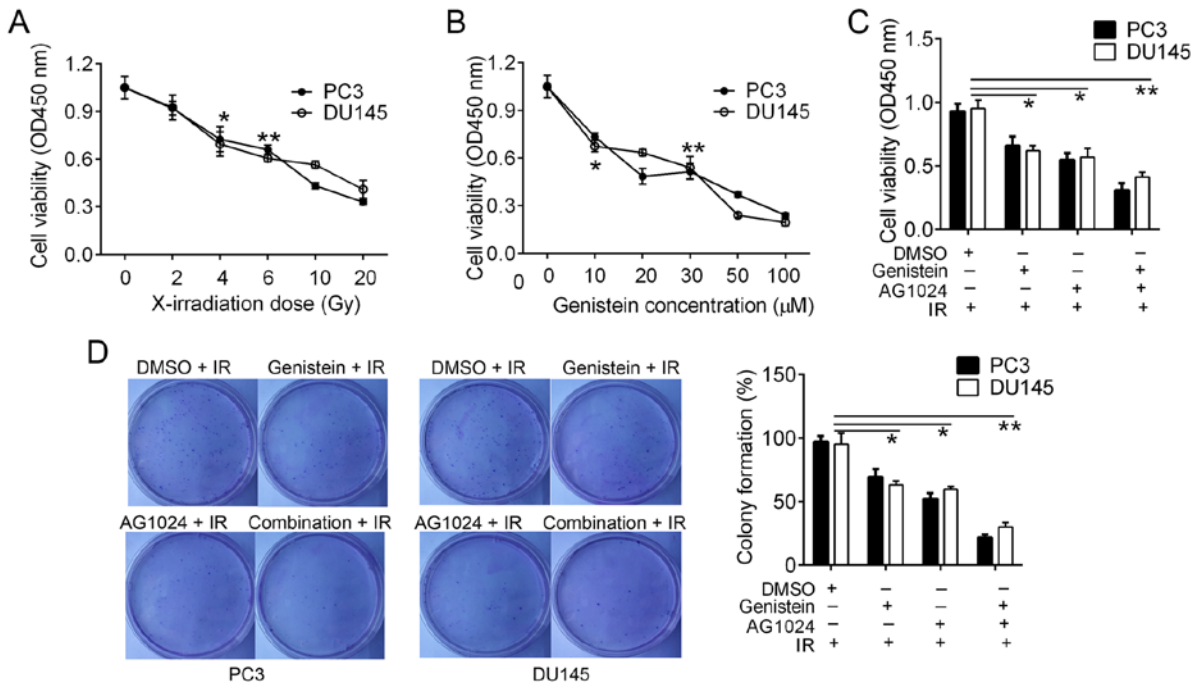 A
Cell viability (OD450 nm)
1.2
0.9
0.6
0.3
0.0
PC3
DU145
*
**
0 2 4 6 10 20
X-irradiation dose (Gy)
B
Cell viability (OD450 nm)
1.2
0.9
0.6
0.3
0.0
0
PC3
DU145
*
**
0 10 20 30 50 100
Genistein concentration (μM)
C
Cell viability (OD450 nm)
1.5
1.0
0.5
0.0
PC3
DU145
* * **
DMSO + – – –
Genistein – + – +
AG1024 – – + +
IR + + + +
D
DMSO + IR Genistein + IR
AG1024 + IR Combination + IR
PC3
DMSO + IR Genistein + IR
AG1024 + IR Combination + IR
DU145
Colony formation (%)
150
100
50
0
PC3
DU145
* * **
DMSO + – – –
Genistein – + – +
AG1024 – – + +
IR + + + +